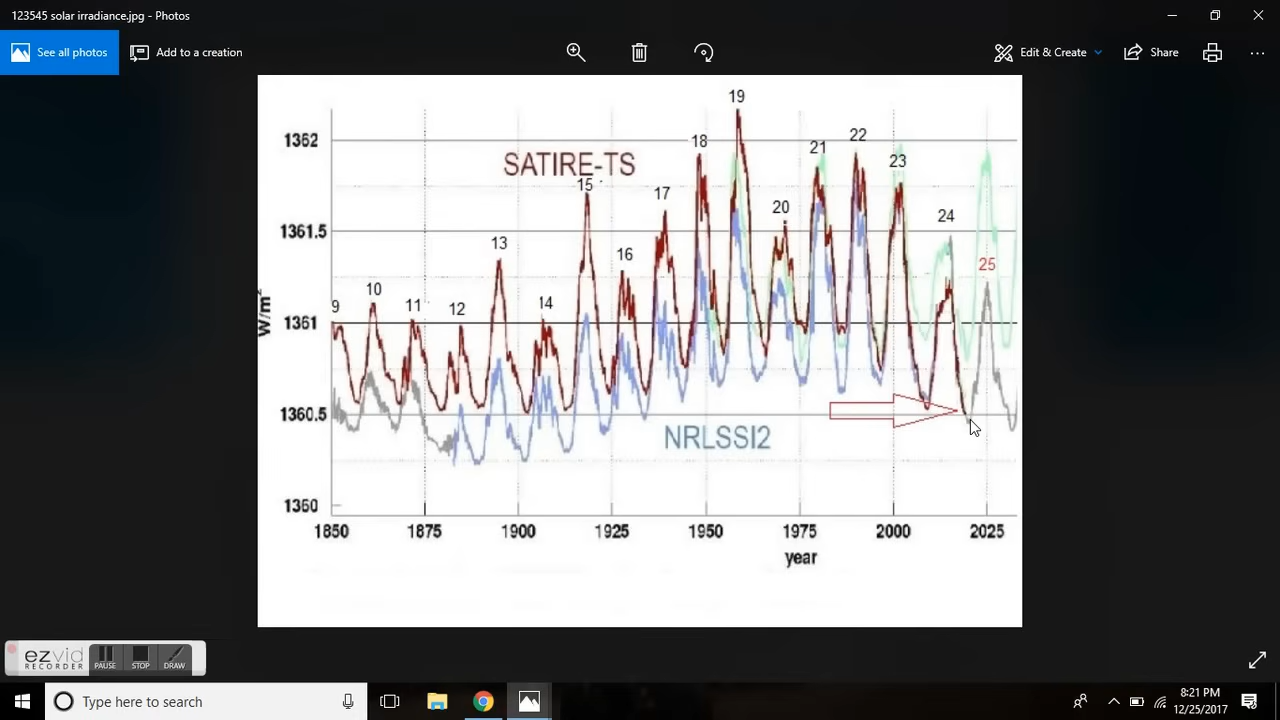 123545 solar irradiance.jpg - Photos
See all photos
Add to a creation
Edit & Create
Share
19
1362
18
22
21
SATIRE-TS
23
15
17
20
24
1361.5
13
16
25
10
14
9
11
12
1361
W/m²
1360.5
NRLSSI2
1360
1850 1875 1900 1925 1950 1975 2000 2025
year
ezvid
RECORDER
PAUSE STOP DRAW
Type here to search
8:21 PM
12/25/2017